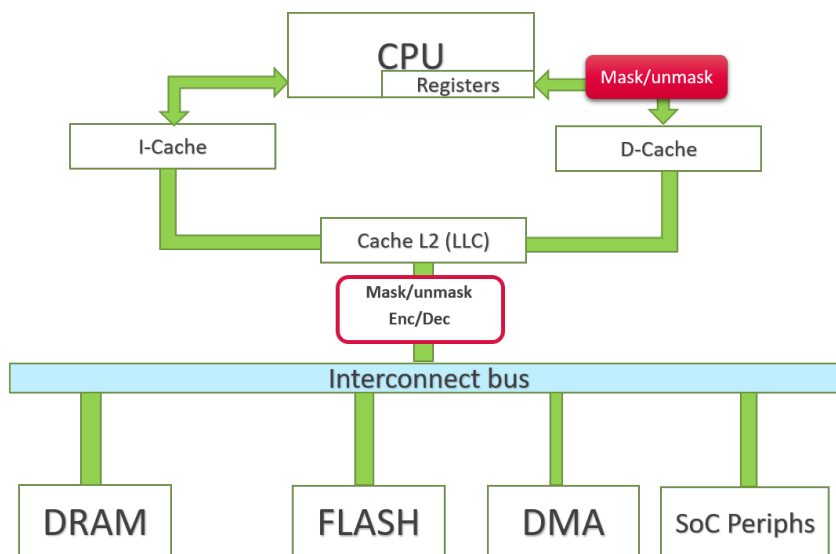 CPU
Registers
Mask/unmask
I-Cache
D-Cache
Cache L2 (LLC)
Mask/unmask
Enc/Dec
Interconnect bus
DRAM
FLASH
DMA
SoC Periphs